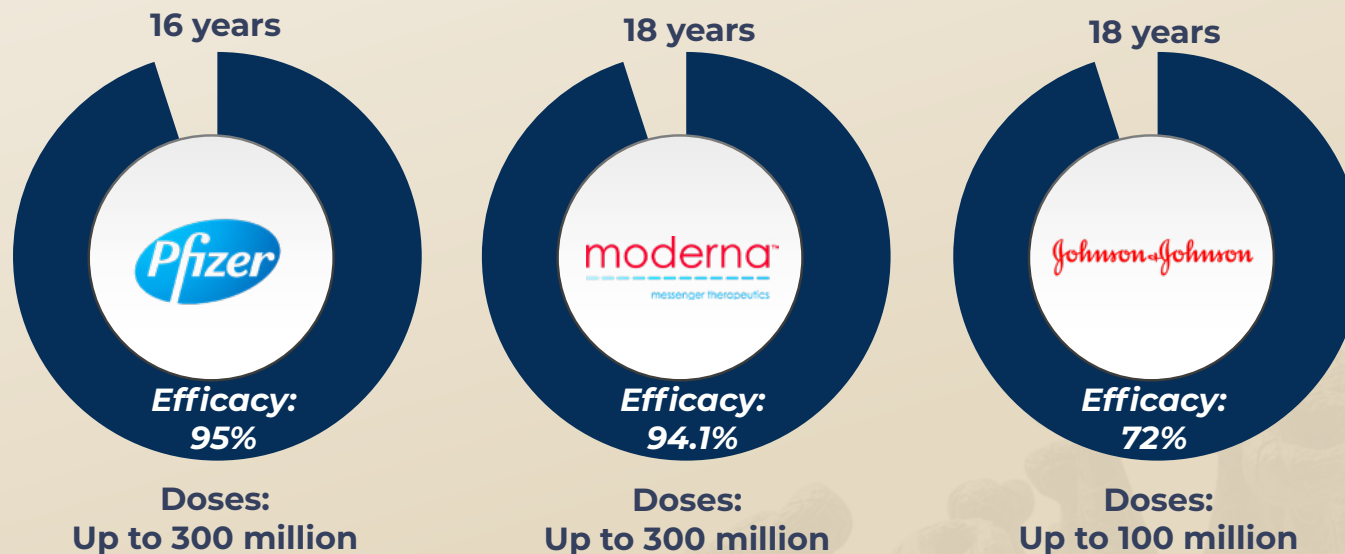 16 years
Pfizer
Efficacy:
95%
Doses:
Up to 300 million
18 years
moderna™
messenger therapeutics
Efficacy:
94.1%
Doses:
Up to 300 million
18 years
Johnson&Johnson
Efficacy:
72%
Doses:
Up to 100 million